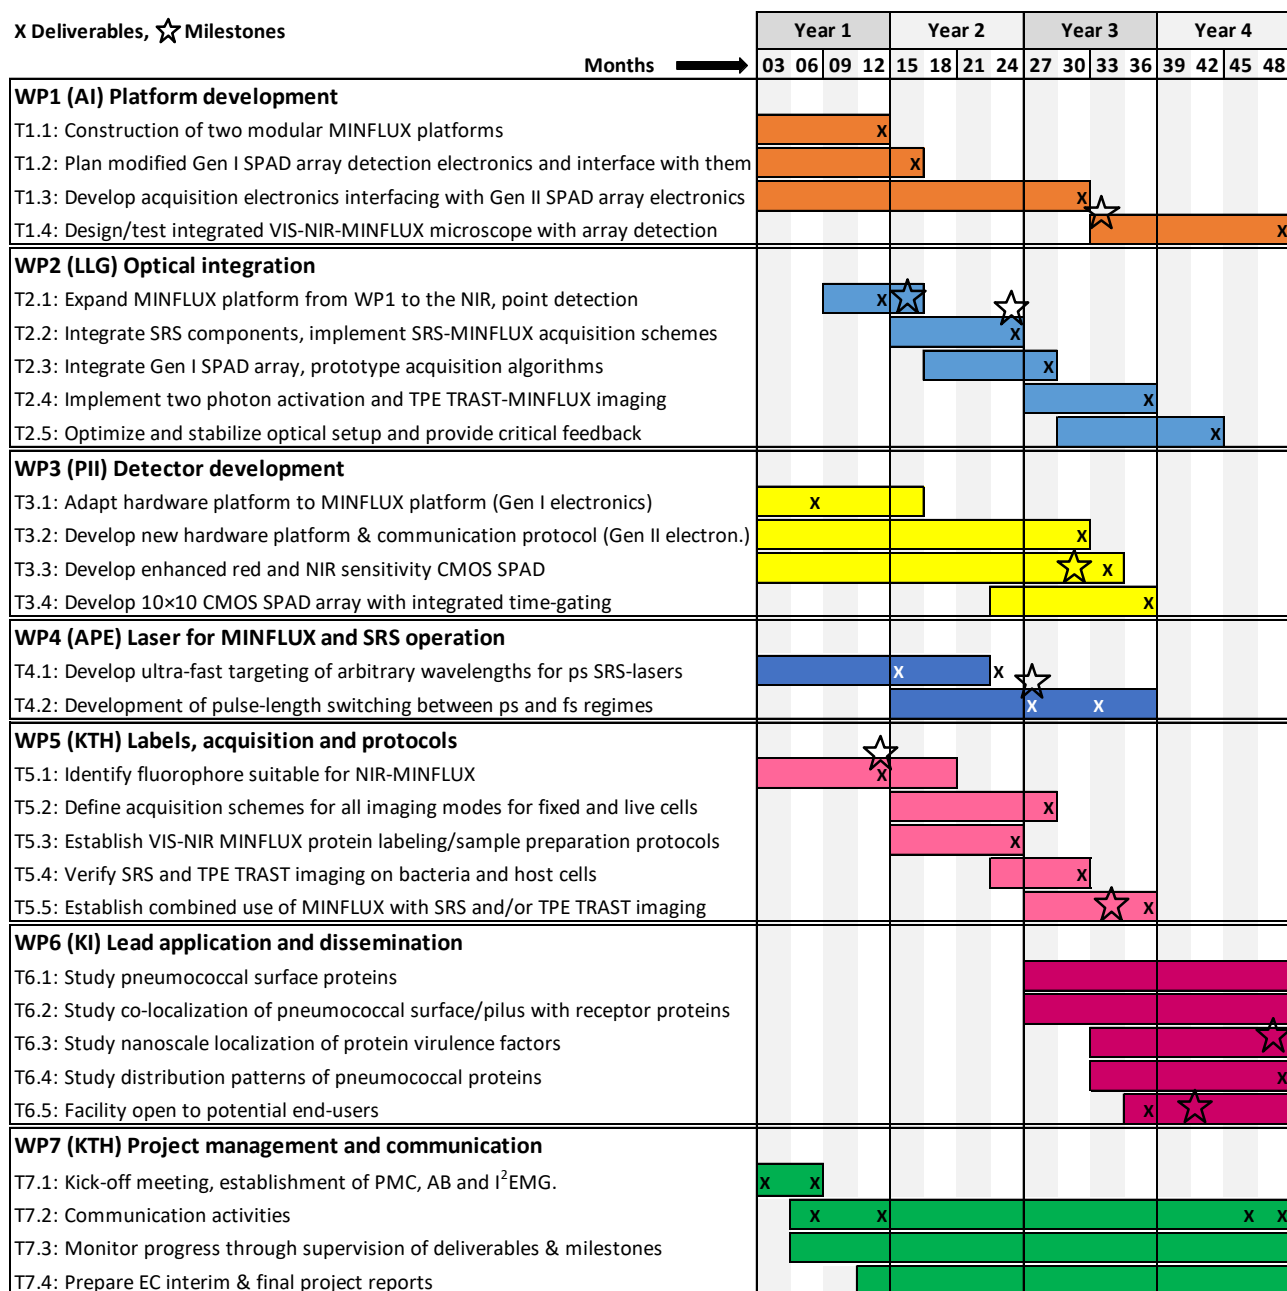 X Deliverables, ☆ Milestones
Year 1 Year 2 Year 3 Year 4
Months 03 06 09 12 15 18 21 24 27 30 33 36 39 42 45 48
WP1 (AI) Platform development
T1.1: Construction of two modular MINFLUX platforms X
T1.2: Plan modified Gen I SPAD array detection electronics and interface with them X
T1.3: Develop acquisition electronics interfacing with Gen II SPAD array electronics X
T1.4: Design/test integrated VIS-NIR-MINFLUX microscope with array detection X
WP2 (LLG) Optical integration
T2.1: Expand MINFLUX platform from WP1 to the NIR, point detection X
T2.2: Integrate SRS components, implement SRS-MINFLUX acquisition schemes X
T2.3: Integrate Gen I SPAD array, prototype acquisition algorithms X
T2.4: Implement two photon activation and TPE TRAST-MINFLUX imaging X
T2.5: Optimize and stabilize optical setup and provide critical feedback X
WP3 (PII) Detector development
T3.1: Adapt hardware platform to MINFLUX platform (Gen I electronics) X
T3.2: Develop new hardware platform & communication protocol (Gen II electron.) X
T3.3: Develop enhanced red and NIR sensitivity CMOS SPAD X
T3.4: Develop 10×10 CMOS SPAD array with integrated time-gating X
WP4 (APE) Laser for MINFLUX and SRS operation
T4.1: Develop ultra-fast targeting of arbitrary wavelengths for ps SRS-lasers X X
T4.2: Development of pulse-length switching between ps and fs regimes X X
WP5 (KTH) Labels, acquisition and protocols
T5.1: Identify fluorophore suitable for NIR-MINFLUX X
T5.2: Define acquisition schemes for all imaging modes for fixed and live cells X
T5.3: Establish VIS-NIR MINFLUX protein labeling/sample preparation protocols X
T5.4: Verify SRS and TPE TRAST imaging on bacteria and host cells X
T5.5: Establish combined use of MINFLUX with SRS and/or TPE TRAST imaging X
WP6 (KI) Lead application and dissemination
T6.1: Study pneumococcal surface proteins
T6.2: Study co-localization of pneumococcal surface/pilus with receptor proteins
T6.3: Study nanoscale localization of protein virulence factors
T6.4: Study distribution patterns of pneumococcal proteins X
T6.5: Facility open to potential end-users X
WP7 (KTH) Project management and communication
T7.1: Kick-off meeting, establishment of PMC, AB and I²EMG. X X
T7.2: Communication activities X X X X
T7.3: Monitor progress through supervision of deliverables & milestones
T7.4: Prepare EC interim & final project reports